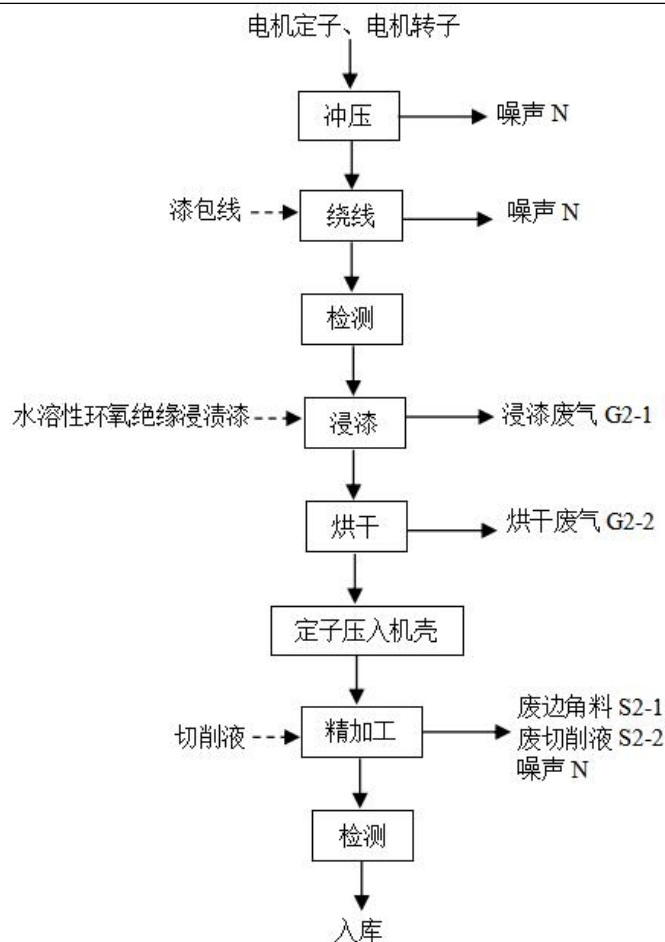 电机定子、电机转子
冲压
噪声 N
漆包线
绕线
噪声 N
检测
水溶性环氧绝缘浸渍漆
浸漆
浸漆废气 G2-1
烘干
烘干废气 G2-2
定子压入机壳
切削液
精加工
废边角料 S2-1
废切削液 S2-2
噪声 N
检测
入库